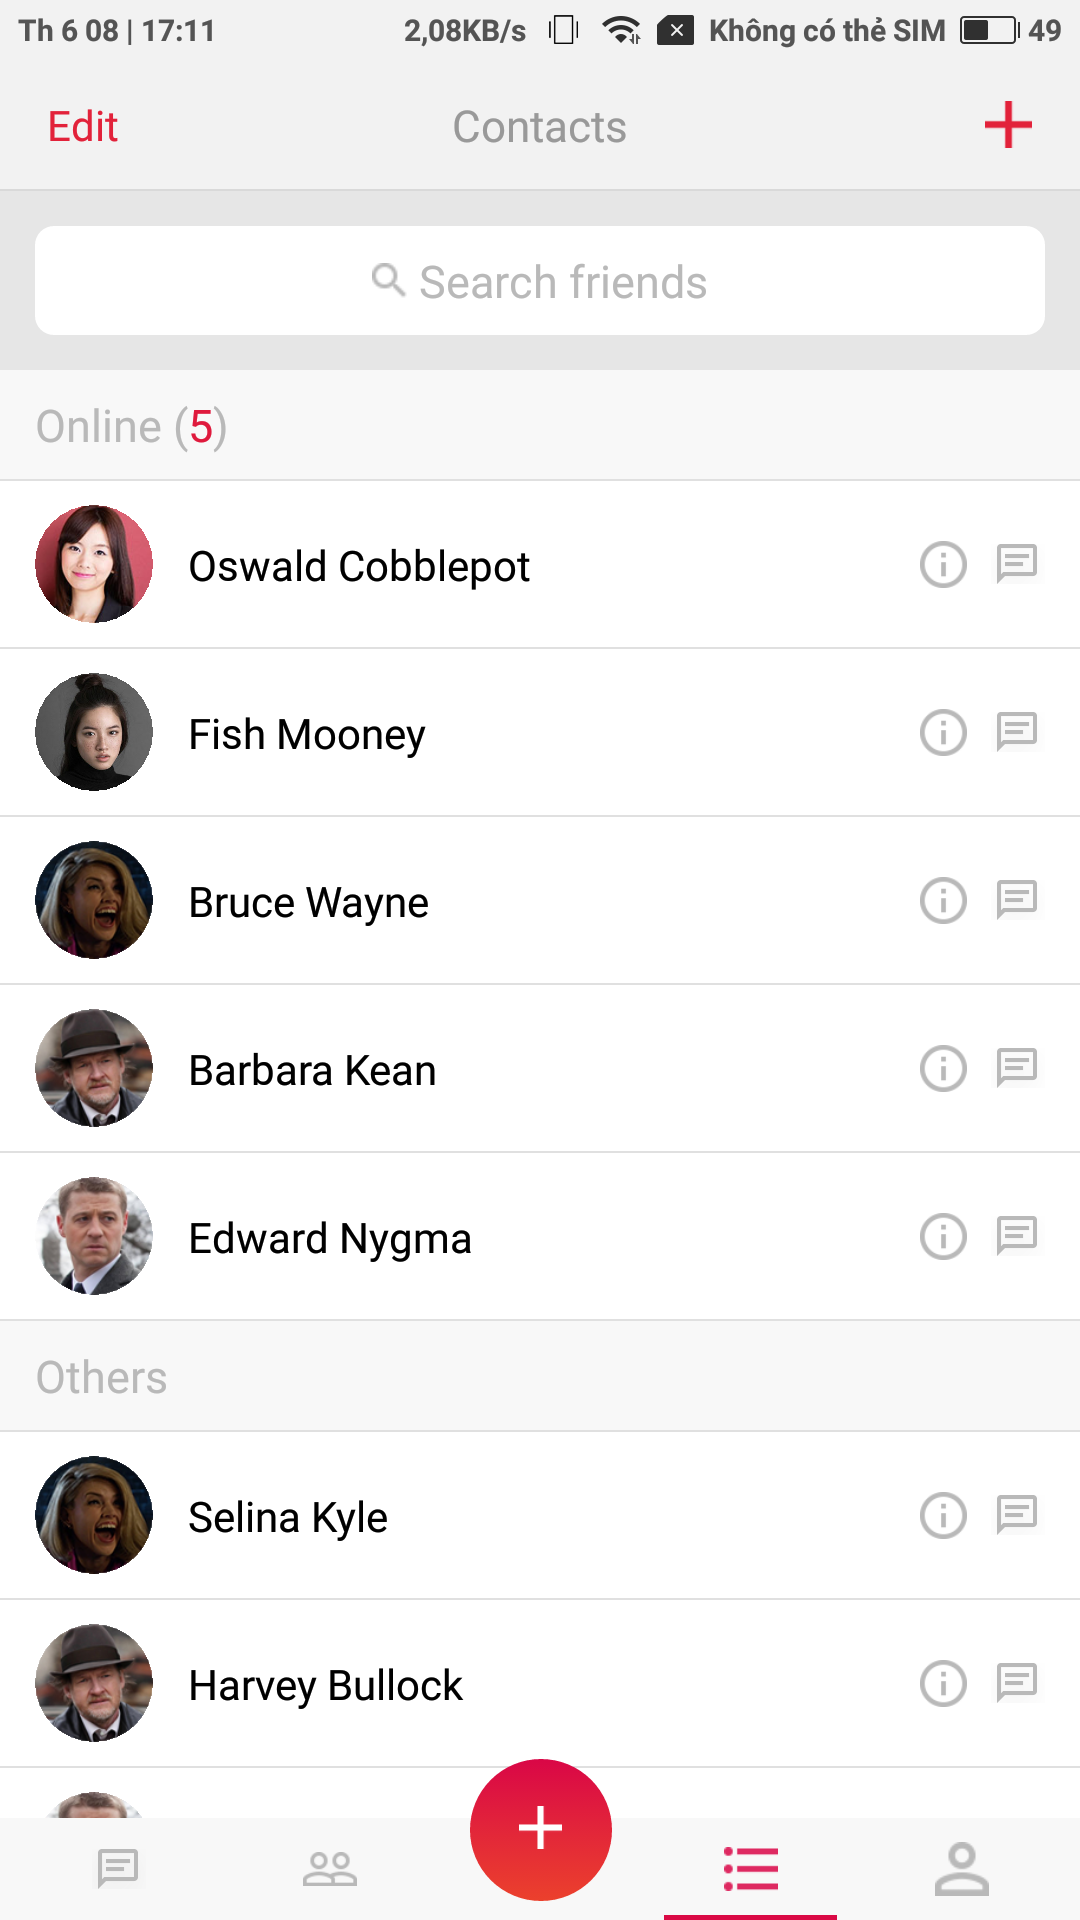 Th 6 08 | 17:11 2,08KB/s Không có thẻ SIM 49
Edit Contacts
Search friends
Online (5)
Oswald Cobblepot
Fish Mooney
Bruce Wayne
Barbara Kean
Edward Nygma
Others
Selina Kyle
Harvey Bullock